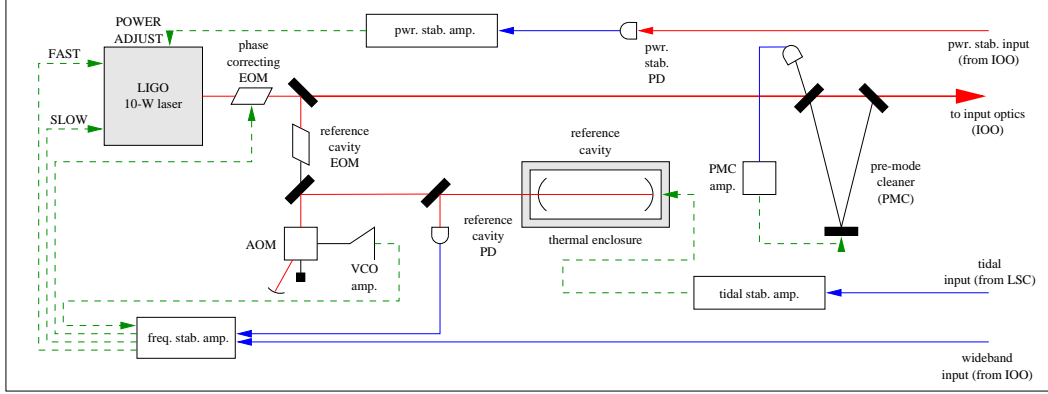 POWER
ADJUST
FAST
SLOW
LIGO
10-W laser
phase
correcting
EOM
pwr. stab. amp.
pwr.
stab.
PD
pwr. stab. input
(from IOO)
to input optics
(IOO)
reference
cavity
EOM
reference
cavity
thermal enclosure
PMC
amp.
pre-mode
cleaner
(PMC)
AOM
VCO
amp.
reference
cavity
PD
tidal
input (from LSC)
tidal stab. amp.
freq. stab. amp.
wideband
input (from IOO)